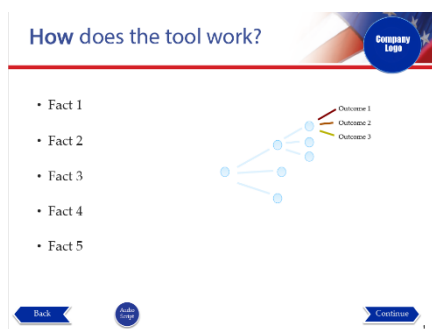 How does the tool work?
Company
Logo
• Fact 1
• Fact 2
• Fact 3
• Fact 4
• Fact 5
Outcome 1
Outcome 2
Outcome 3
Back
Audio
Script
Continue